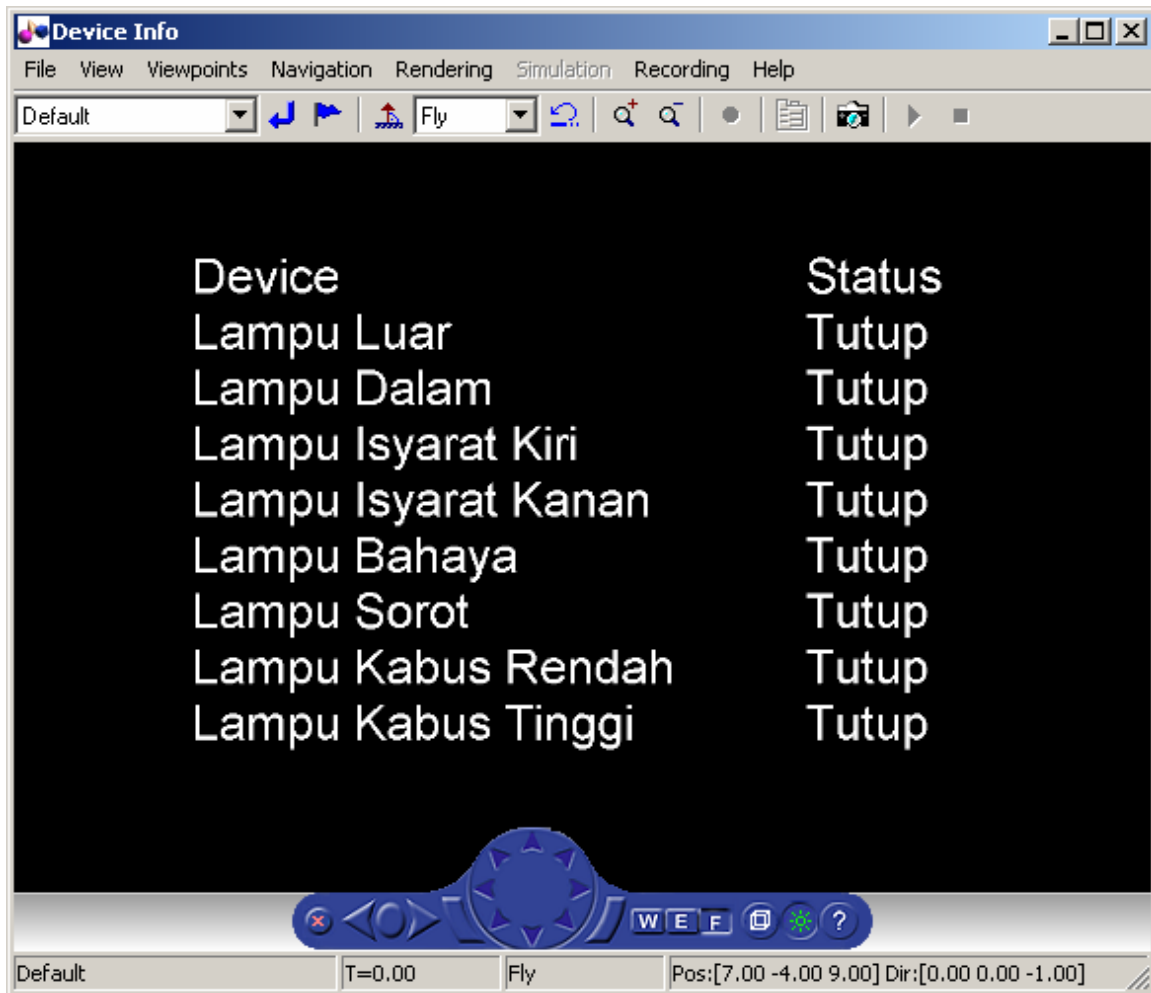 Device Info
File View Viewpoints Navigation Rendering Simulation Recording Help
Default Fly
Device Status
Lampu Luar Tutup
Lampu Dalam Tutup
Lampu Isyarat Kiri Tutup
Lampu Isyarat Kanan Tutup
Lampu Bahaya Tutup
Lampu Sorot Tutup
Lampu Kabus Rendah Tutup
Lampu Kabus Tinggi Tutup
W E F ?
Default T=0.00 Fly Pos:[7.00 -4.00 9.00] Dir:[0.00 0.00 -1.00]